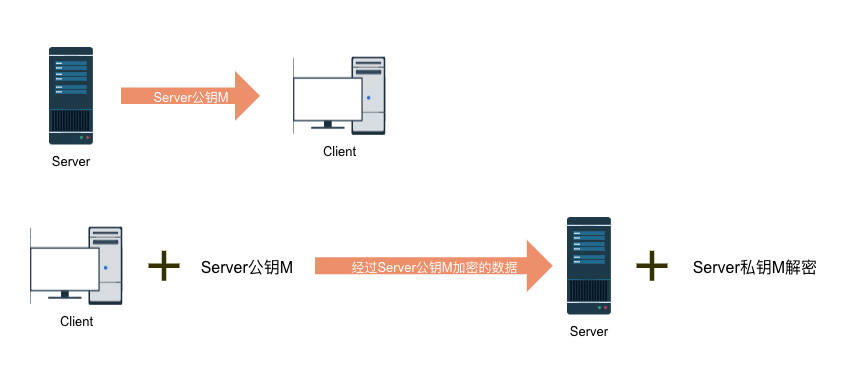 Server公钥M
Server
Client
Server公钥M
经过Server公钥M加密的数据
Server私钥M解密
Client
Server